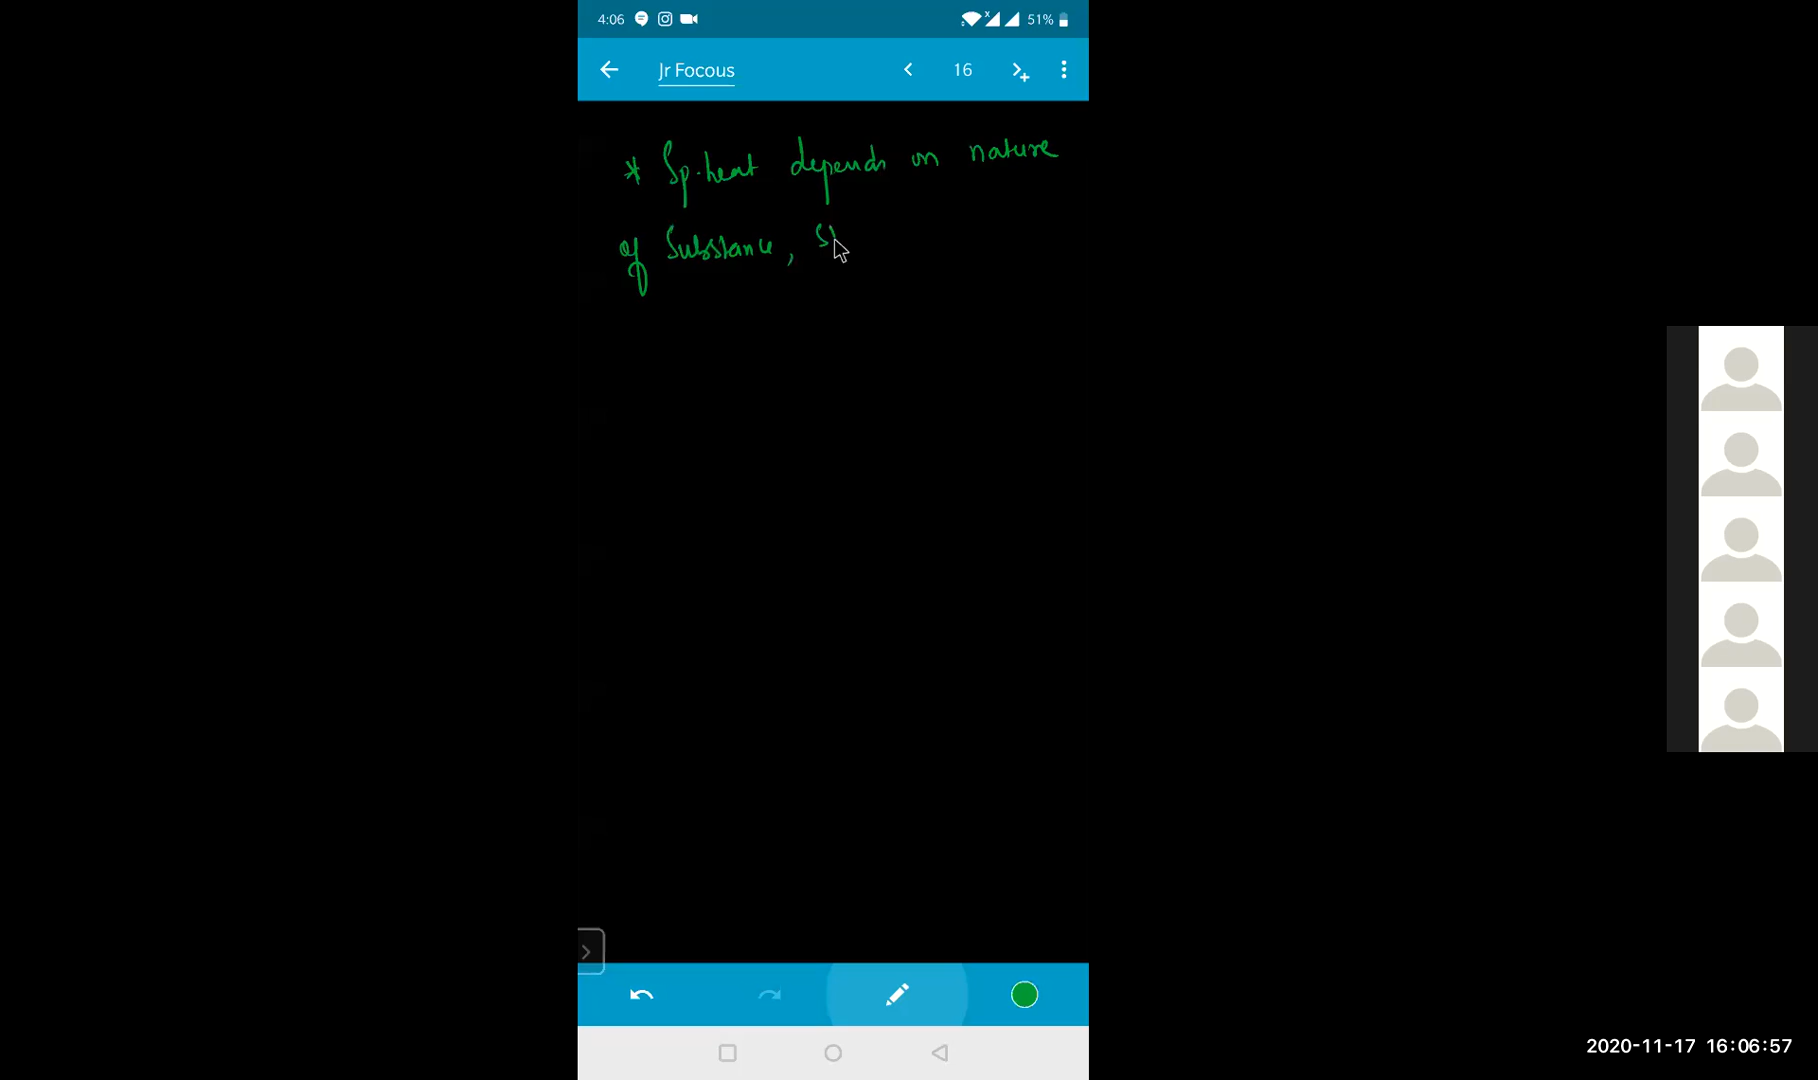 4:06 51%
Jr Focous 16
* Sp. heat depends on nature
of Substance, S
2020-11-17 16:06:57